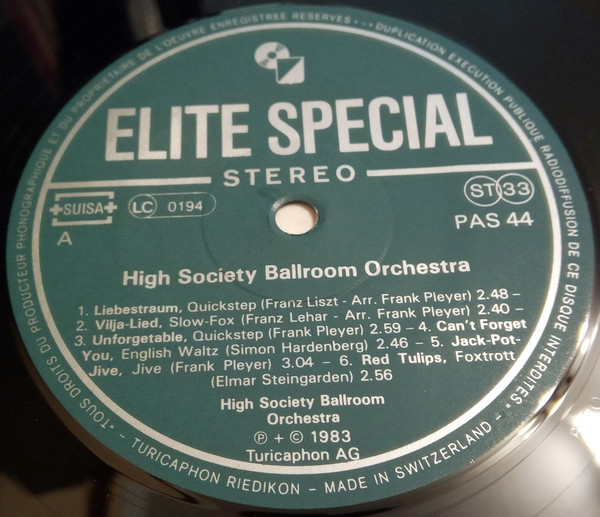 TOUS DROITS DU PRODUCTEUR PHONOGRAPHIQUE ET DU PROPRIETAIRE DE L'OEUVRE ENREGISTREE RESERVES - DUPLICATION EXECUTION PUBLIQUE RADIODIFFUSION DE CE DISQUE INTERDITES
ELITE SPECIAL
STEREO
SUISA
LC 0194
ST 33
A
PAS 44
High Society Ballroom Orchestra
1. Liebestraum, Quickstep (Franz Liszt - Arr. Frank Pleyer) 2.48 –
2. Vilja-Lied, Slow-Fox (Franz Lehar - Arr. Frank Pleyer) 2.40 –
3. Unforgetable, Quickstep (Frank Pleyer) 2.59 – 4. Can't Forget
You, English Waltz (Simon Hardenberg) 2.46 – 5. Jack-Pot-
Jive, Jive (Frank Pleyer) 3.04 – 6. Red Tulips, Foxtrott
(Elmar Steingarden) 2.56
High Society Ballroom
Orchestra
℗ + © 1983
Turicaphon AG
TURICAPHON RIEDIKON – MADE IN SWITZERLAND –